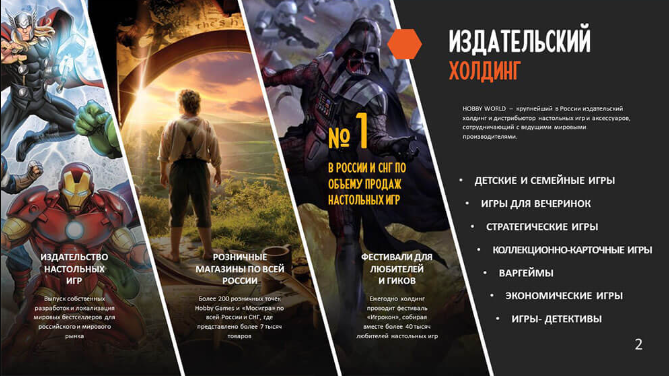 ИЗДАТЕЛЬСКИЙ
ХОЛДИНГ
HOBBY WORLD – крупнейший в России издательский
холдинг и дистрибьютор настольных игр и аксессуаров,
сотрудничающий с ведущими мировыми
производителями.
№ 1
В РОССИИ И СНГ ПО
ОБЪЕМУ ПРОДАЖ
НАСТОЛЬНЫХ ИГР
• ДЕТСКИЕ И СЕМЕЙНЫЕ ИГРЫ
• ИГРЫ ДЛЯ ВЕЧЕРИНОК
• СТРАТЕГИЧЕСКИЕ ИГРЫ
• КОЛЛЕКЦИОННО-КАРТОЧНЫЕ ИГРЫ
• ВАРГЕЙМЫ
• ЭКОНОМИЧЕСКИЕ ИГРЫ
• ИГРЫ- ДЕТЕКТИВЫ
ИЗДАТЕЛЬСТВО
НАСТОЛЬНЫХ
ИГР
Выпуск собственных
разработок и локализация
мировых бестселлеров для
российского и мирового
рынка
РОЗНИЧНЫЕ
МАГАЗИНЫ ПО ВСЕЙ
РОССИИ
Более 200 розничных точек
Hobby Games и «Мосигра» по
всей России и СНГ, где
представлено более 7 тысяч
товаров
ФЕСТИВАЛИ ДЛЯ
ЛЮБИТЕЛЕЙ
И ГИКОВ
Ежегодно холдинг
проводит фестиваль
«Игрокон», собирая
вместе более 40 тысяч
любителей настольных игр
2